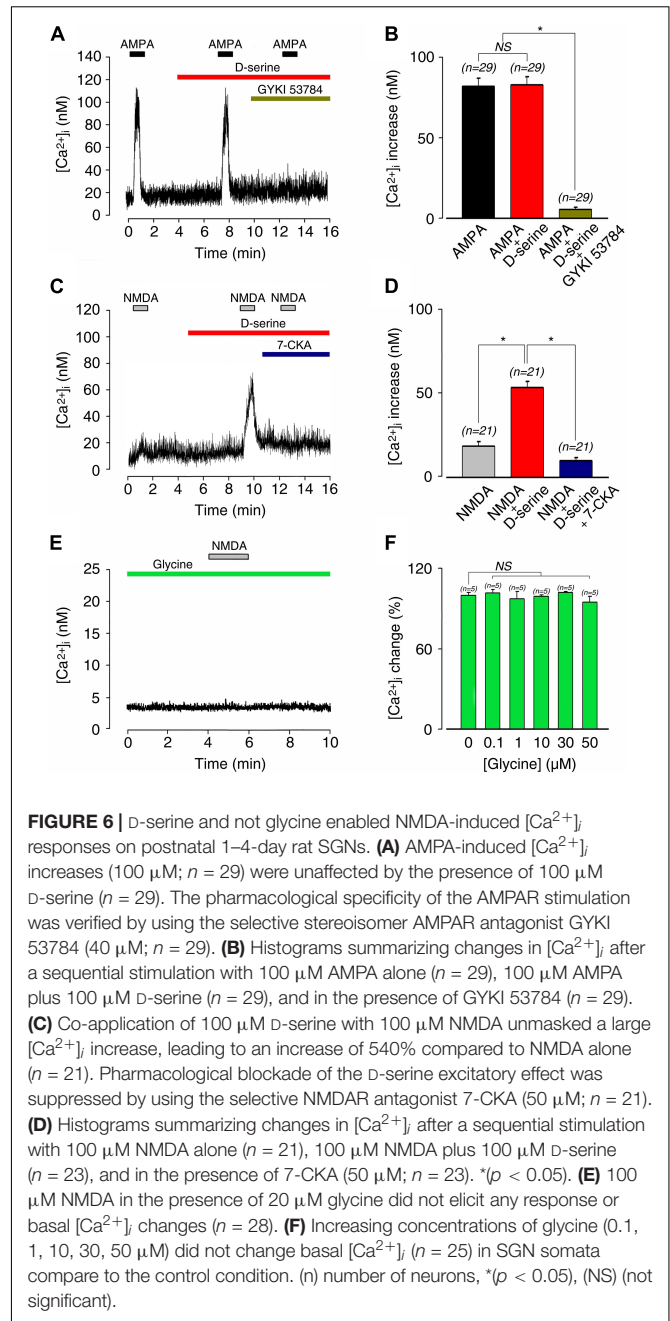 A
AMPA AMPA AMPA
D-serine
GYKI 53784
[Ca²⁺]i (nM)
140
120
100
80
60
40
20
0
0 2 4 6 8 10 12 14 16
Time (min)
B
NS *
(n=29) (n=29)
(n=29)
[Ca²⁺]i increase (nM)
100
50
0
AMPA
AMPA + D-serine
AMPA + D-serine + GYKI 53784
C
NMDA NMDA NMDA
D-serine
7-CKA
[Ca²⁺]i (nM)
120
100
80
60
40
20
0
0 2 4 6 8 10 12 14 16
Time (min)
D
* *
(n=21)
(n=21) (n=21)
[Ca²⁺]i increase (nM)
100
50
0
NMDA
NMDA + D-serine
NMDA + D-serine + 7-CKA
E
NMDA
Glycine
[Ca²⁺]i (nM)
25
20
15
10
5
0
0 2 4 6 8 10
Time (min)
F
NS
(n=5) (n=5) (n=5) (n=5) (n=5) (n=5)
[Ca²⁺]i change (%)
120
100
0
0 0.1 1 10 30 50
[Glycine] (µM)
FIGURE 6 | D-serine and not glycine enabled NMDA-induced [Ca²⁺]i
responses on postnatal 1–4-day rat SGNs. (A) AMPA-induced [Ca²⁺]i
increases (100 µM; n = 29) were unaffected by the presence of 100 µM
D-serine (n = 29). The pharmacological specificity of the AMPAR stimulation
was verified by using the selective stereoisomer AMPAR antagonist GYKI
53784 (40 µM; n = 29). (B) Histograms summarizing changes in [Ca²⁺]i after
a sequential stimulation with 100 µM AMPA alone (n = 29), 100 µM AMPA
plus 100 µM D-serine (n = 29), and in the presence of GYKI 53784 (n = 29).
(C) Co-application of 100 µM D-serine with 100 µM NMDA unmasked a large
[Ca²⁺]i increase, leading to an increase of 540% compared to NMDA alone
(n = 21). Pharmacological blockade of the D-serine excitatory effect was
suppressed by using the selective NMDAR antagonist 7-CKA (50 µM; n = 21).
(D) Histograms summarizing changes in [Ca²⁺]i after a sequential stimulation
with 100 µM NMDA alone (n = 21), 100 µM NMDA plus 100 µM D-serine
(n = 23), and in the presence of 7-CKA (50 µM; n = 23). *(p < 0.05). (E) 100
µM NMDA in the presence of 20 µM glycine did not elicit any response or
basal [Ca²⁺]i changes (n = 28). (F) Increasing concentrations of glycine (0.1,
1, 10, 30, 50 µM) did not change basal [Ca²⁺]i (n = 25) in SGN somata
compare to the control condition. (n) number of neurons, *(p < 0.05), (NS) (not
significant).